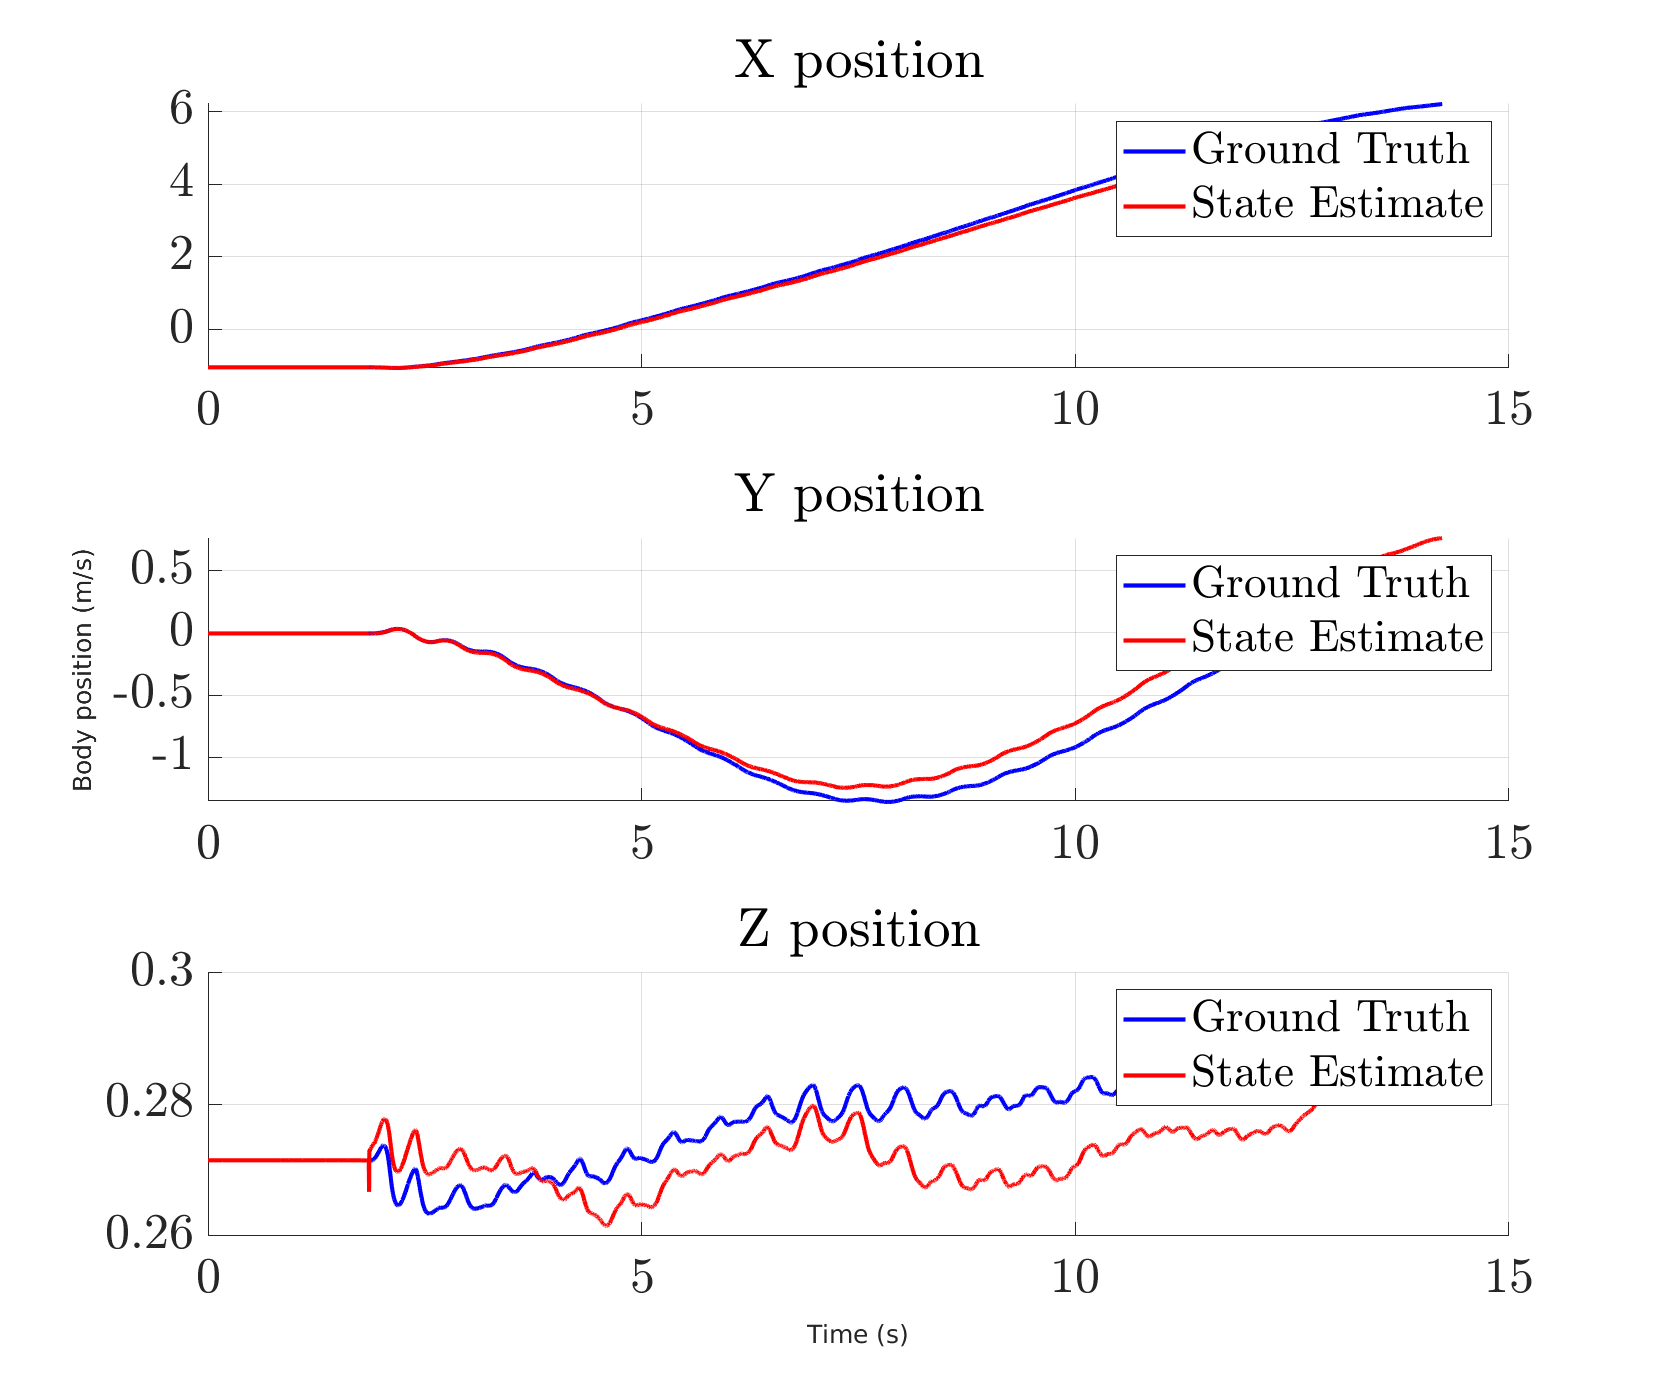 X position
6
4
2
0
0 5 10 15
Ground Truth
State Estimate
Y position
Body position (m/s)
0.5
0
-0.5
-1
0 5 10 15
Ground Truth
State Estimate
Z position
0.3
0.28
0.26
0 5 10 15
Ground Truth
State Estimate
Time (s)